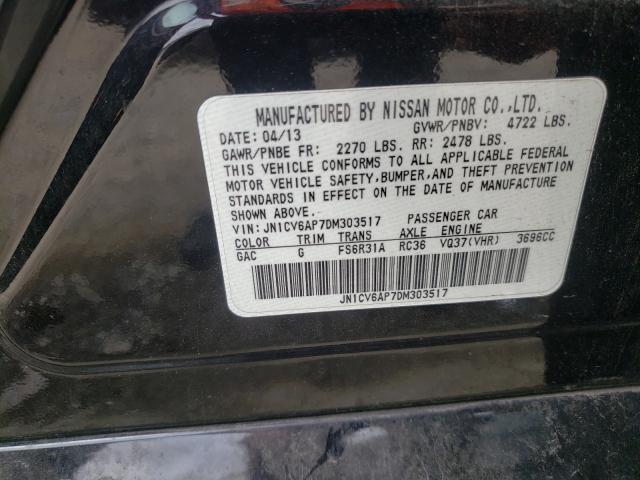 MANUFACTURED BY NISSAN MOTOR CO.,LTD.
DATE: 04/13 GVWR/PNBV: 4722 LBS.
GAWR/PNBE FR: 2270 LBS. RR: 2478 LBS.
THIS VEHICLE CONFORMS TO ALL APPLICABLE FEDERAL
MOTOR VEHICLE SAFETY,BUMPER,AND THEFT PREVENTION
STANDARDS IN EFFECT ON THE DATE OF MANUFACTURE
SHOWN ABOVE.
VIN: JN1CV6AP7DM303517 PASSENGER CAR
COLOR TRIM TRANS AXLE ENGINE
GAC G FS6R31A RC36 VQ37(VHR) 3696CC
JN1CV6AP7DM303517